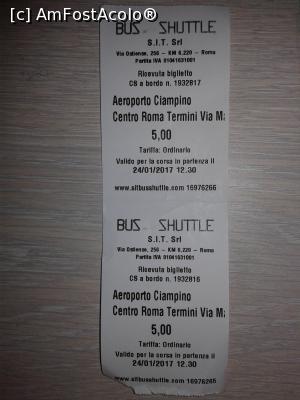 [c] AmFostAcolo®
BUS SHUTTLE
S.I.T. Srl
Via Ostiense, 256 - KM 6,220 - Roma
Partita IVA 01041631001
Ricevuta biglietto
CS a bordo n. 1932817
Aeroporto Ciampino
Centro Roma Termini Via Ma
5,00
Tariffa: Ordinario
Valido per la corsa in partenza il
24/01/2017 12.30
www.sitbusshuttle.com 16976266
BUS SHUTTLE
S.I.T. Srl
Via Ostiense, 256 - KM 6,220 - Roma
Partita IVA 01041631001
Ricevuta biglietto
CS a bordo n. 1932816
Aeroporto Ciampino
Centro Roma Termini Via Ma
5,00
Tariffa: Ordinario
Valido per la corsa in partenza il
24/01/2017 12.30
www.sitbusshuttle.com 16976265